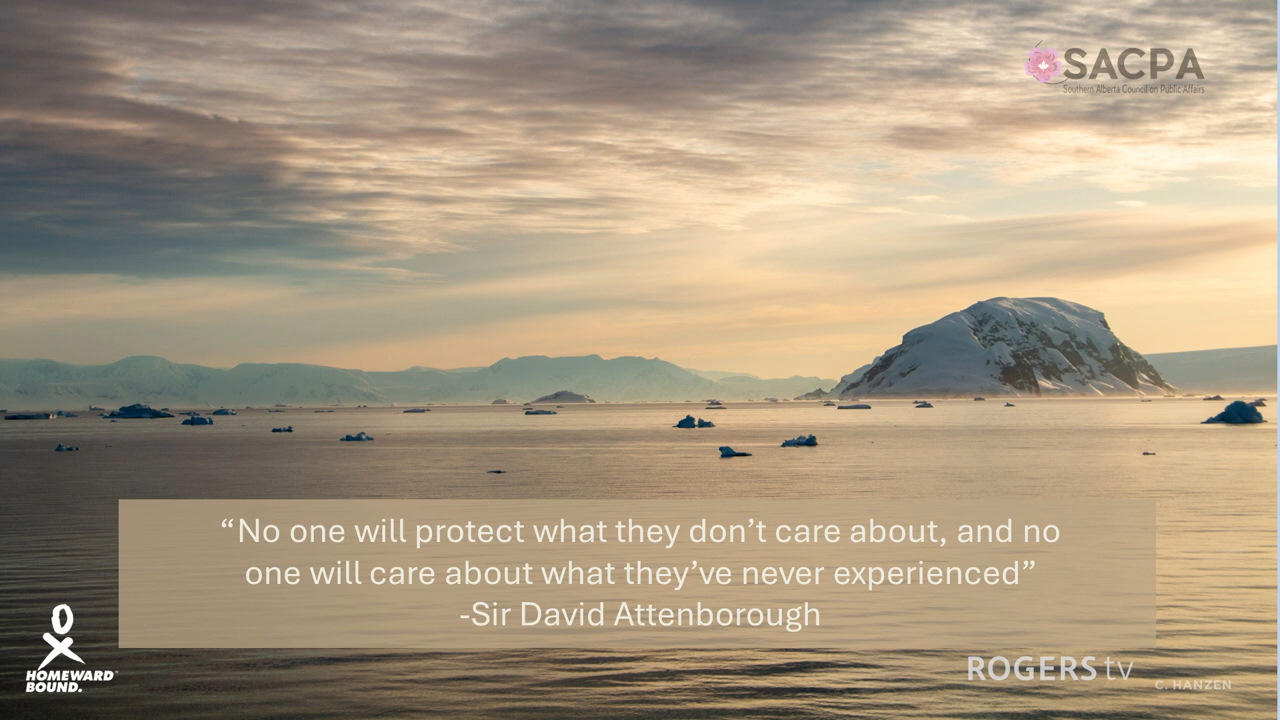 SACPA
Southern Alberta Council on Public Affairs
“No one will protect what they don’t care about, and no
one will care about what they’ve never experienced”
-Sir David Attenborough
HOMEWARD
BOUND.™
ROGERS tv
C. HANZEN